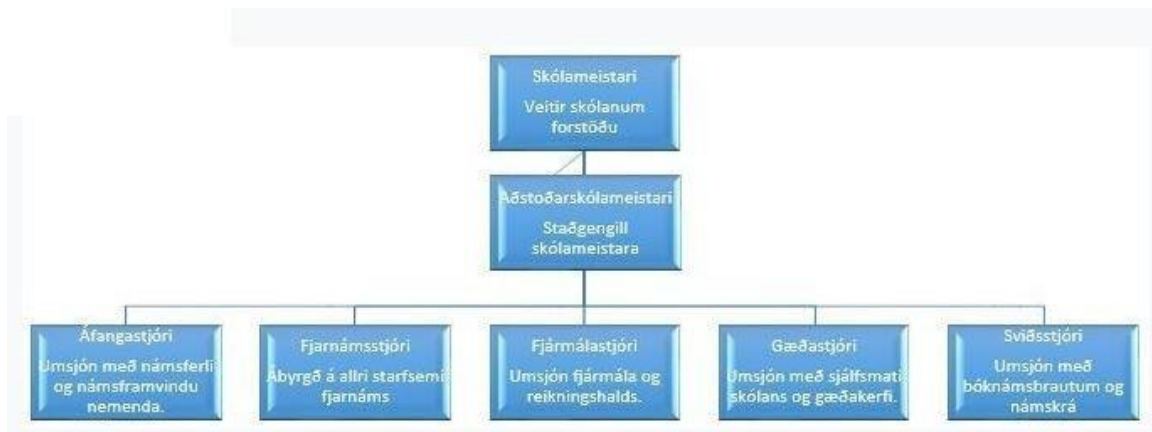 Skólameistari
Veitir skólanum
forstöðu
Aðstoðarskólameistari
Staðgengill
skólameistara
Áfangastjóri
Umsjón með námsferli
og námsframvindu
nemenda.
Fjarnámsstjóri
Ábyrgð á allri starfsemi
fjarnáms
Fjármálastjóri
Umsjón fjármála og
reikningshalds.
Gæðastjóri
Umsjón með sjálfsmati
skólans og gæðakerfi.
Sviðsstjóri
Umsjón með
bóknámsbrautum og
námskrá